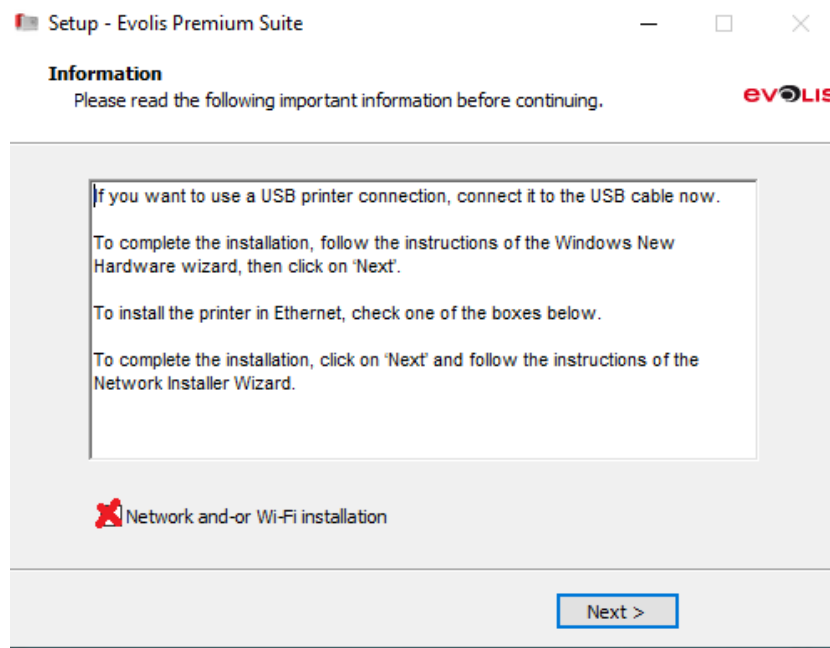 Setup - Evolis Premium Suite
Information
Please read the following important information before continuing.
evolis
If you want to use a USB printer connection, connect it to the USB cable now.
To complete the installation, follow the instructions of the Windows New
Hardware wizard, then click on ‘Next’.
To install the printer in Ethernet, check one of the boxes below.
To complete the installation, click on ‘Next’ and follow the instructions of the
Network Installer Wizard.
Network and-or Wi-Fi installation
Next >